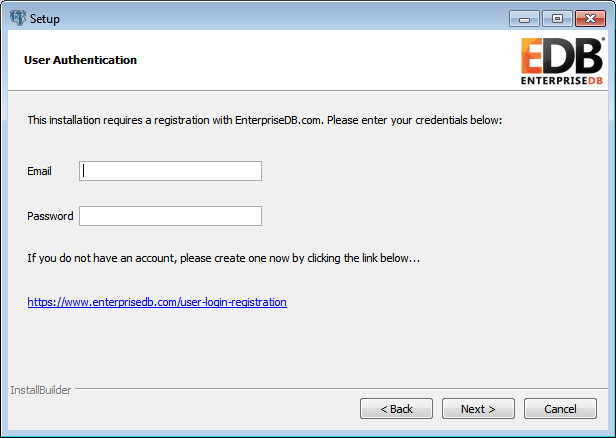 Setup
User Authentication
EDB
ENTERPRISEDB
This installation requires a registration with EnterpriseDB.com. Please enter your credentials below:
Email
Password
If you do not have an account, please create one now by clicking the link below...
https://www.enterprisedb.com/user-login-registration
InstallBuilder
< Back
Next >
Cancel